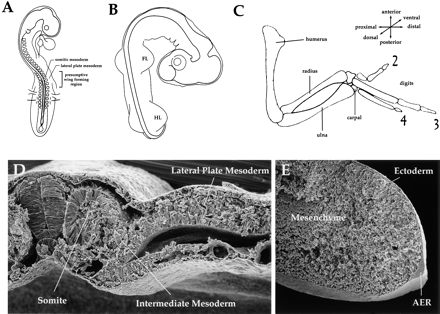 A
somitic mesoderm
lateral plate mesoderm
presumptive
wing forming
region
B
FL
HL
C
anterior
ventral
proximal
distal
dorsal
posterior
humerus
radius
2
digits
carpal
ulna
4
3
D
Lateral Plate Mesoderm
Somite
Intermediate Mesoderm
E
Ectoderm
Mesenchyme
AER